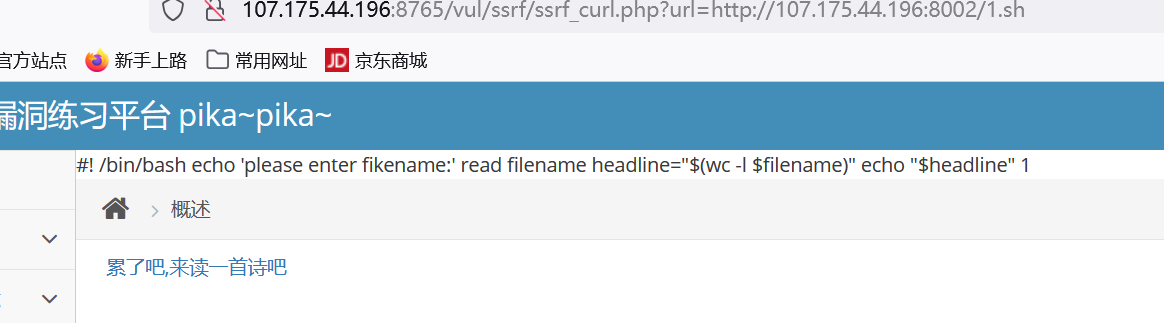 107.175.44.196:8765/vul/ssrf/ssrf_curl.php?url=http://107.175.44.196:8002/1.sh
官方站点 新手上路 常用网址 JD 京东商城
漏洞练习平台 pika~pika~
#! /bin/bash echo 'please enter fikename:' read filename headline="$(wc -l $filename)" echo "$headline" 1
概述
累了吧,来读一首诗吧